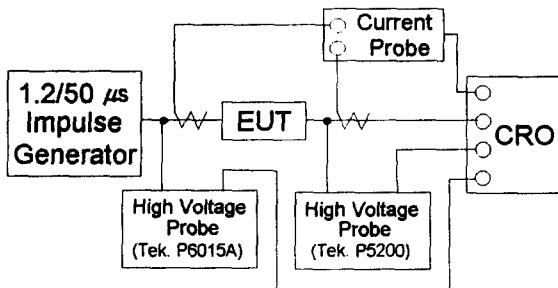 Current
Probe
1.2/50 μs
Impulse
Generator
EUT
CRO
High Voltage
Probe
(Tek. P6015A)
High Voltage
Probe
(Tek. P5200)